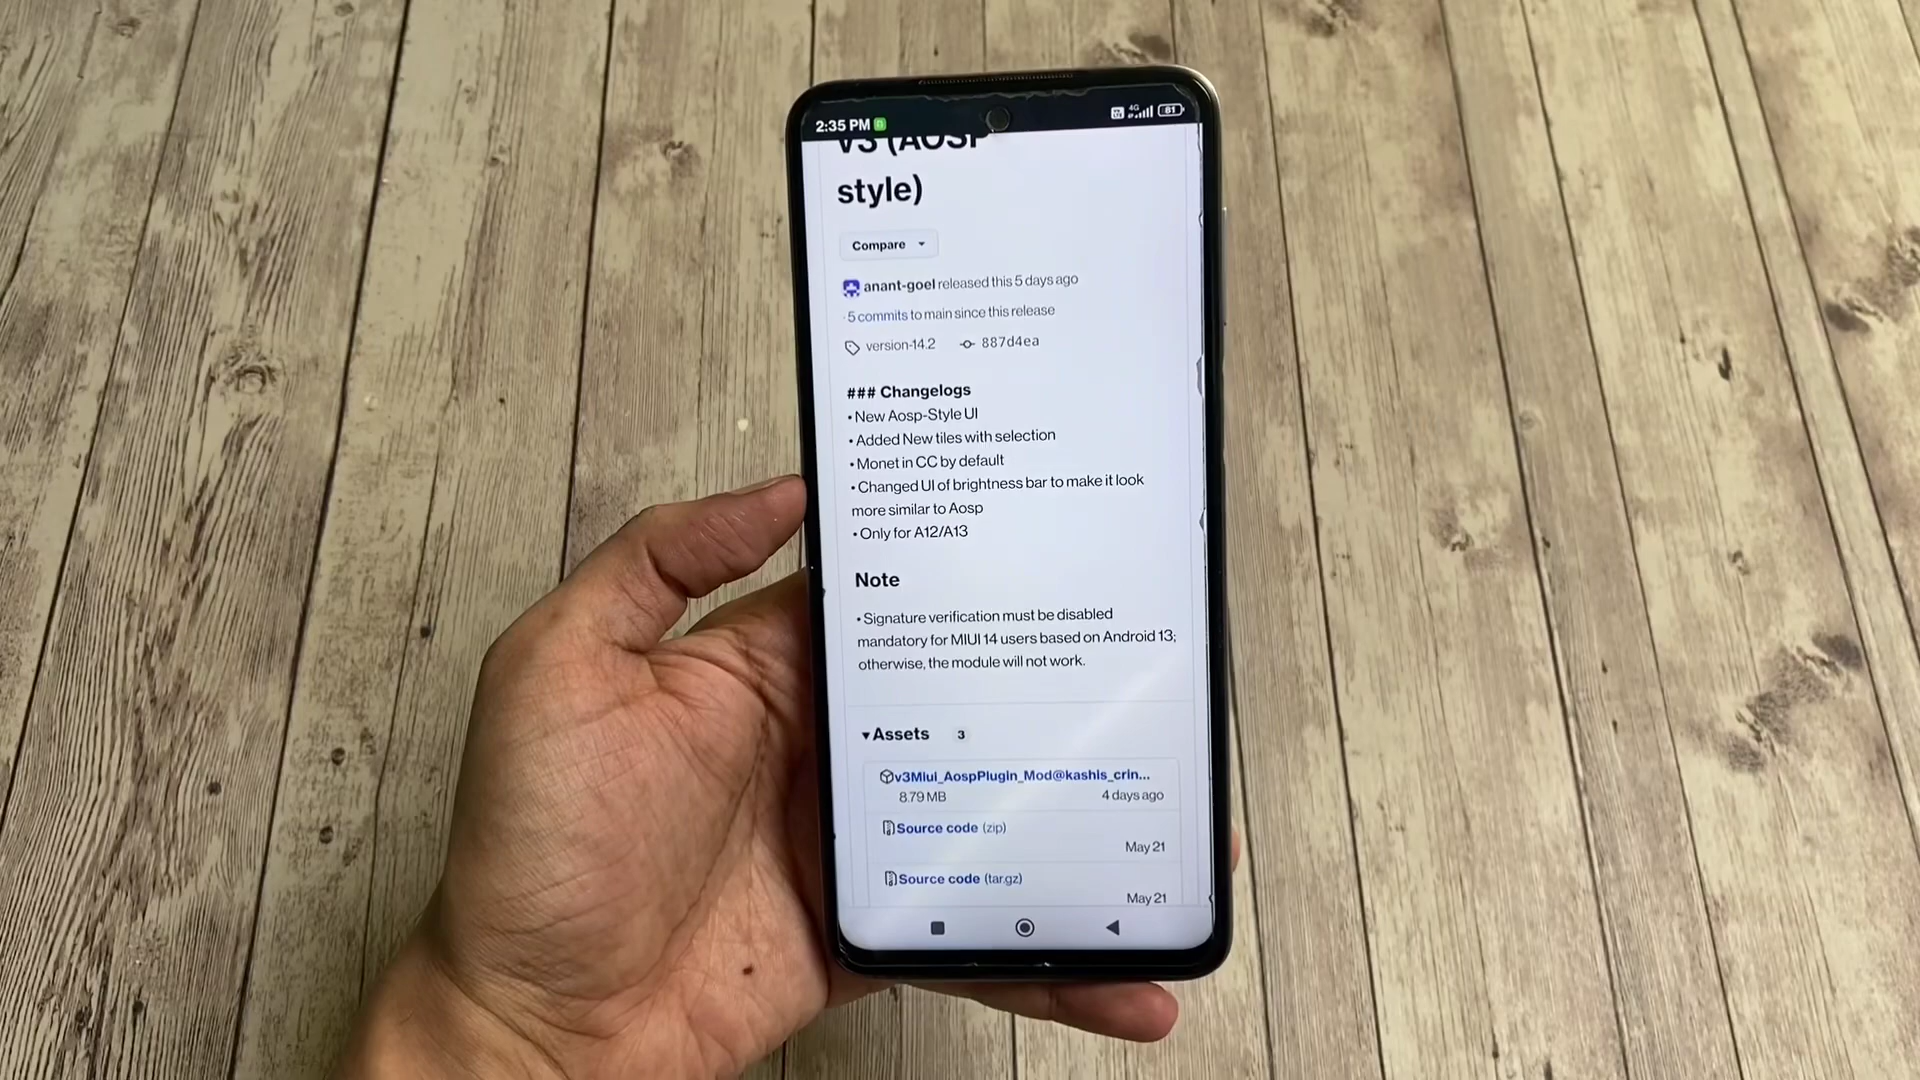 2:35 PM
4G
81
v3 (AOSP
style)
Compare
anant-goel released this 5 days ago
· 5 commits to main since this release
version-14.2 887d4ea
### Changelogs
• New Aosp-Style UI
• Added New tiles with selection
• Monet in CC by default
• Changed UI of brightness bar to make it look
more similar to Aosp
• Only for A12/A13
Note
• Signature verification must be disabled
mandatory for MIUI 14 users based on Android 13;
otherwise, the module will not work.
▾Assets 3
v3Miui_AospPlugin_Mod@kashis_crin...
8.79 MB 4 days ago
Source code (zip)
May 21
Source code (tar.gz)
May 21